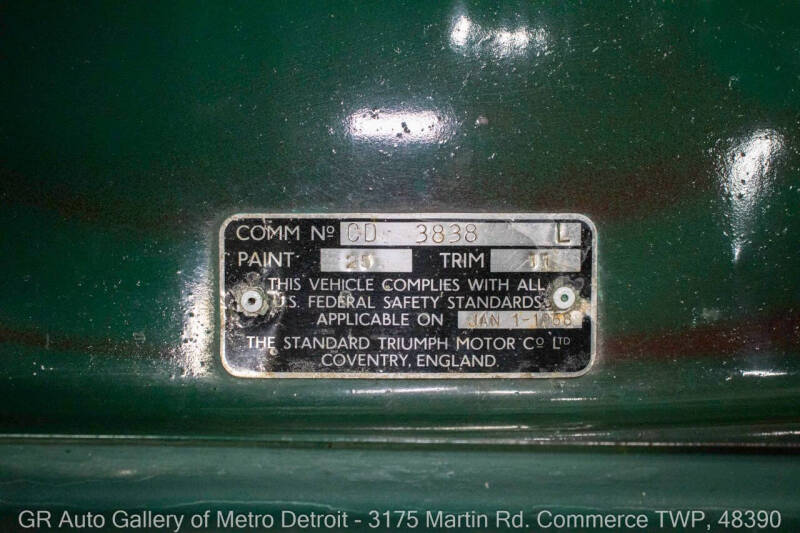 COMM Nº CD 3838 L
PAINT 25 TRIM 11
THIS VEHICLE COMPLIES WITH ALL
U.S. FEDERAL SAFETY STANDARDS
APPLICABLE ON JAN 1-1968
THE STANDARD TRIUMPH MOTOR Cº LTD
COVENTRY, ENGLAND
GR Auto Gallery of Metro Detroit - 3175 Martin Rd. Commerce TWP, 48390